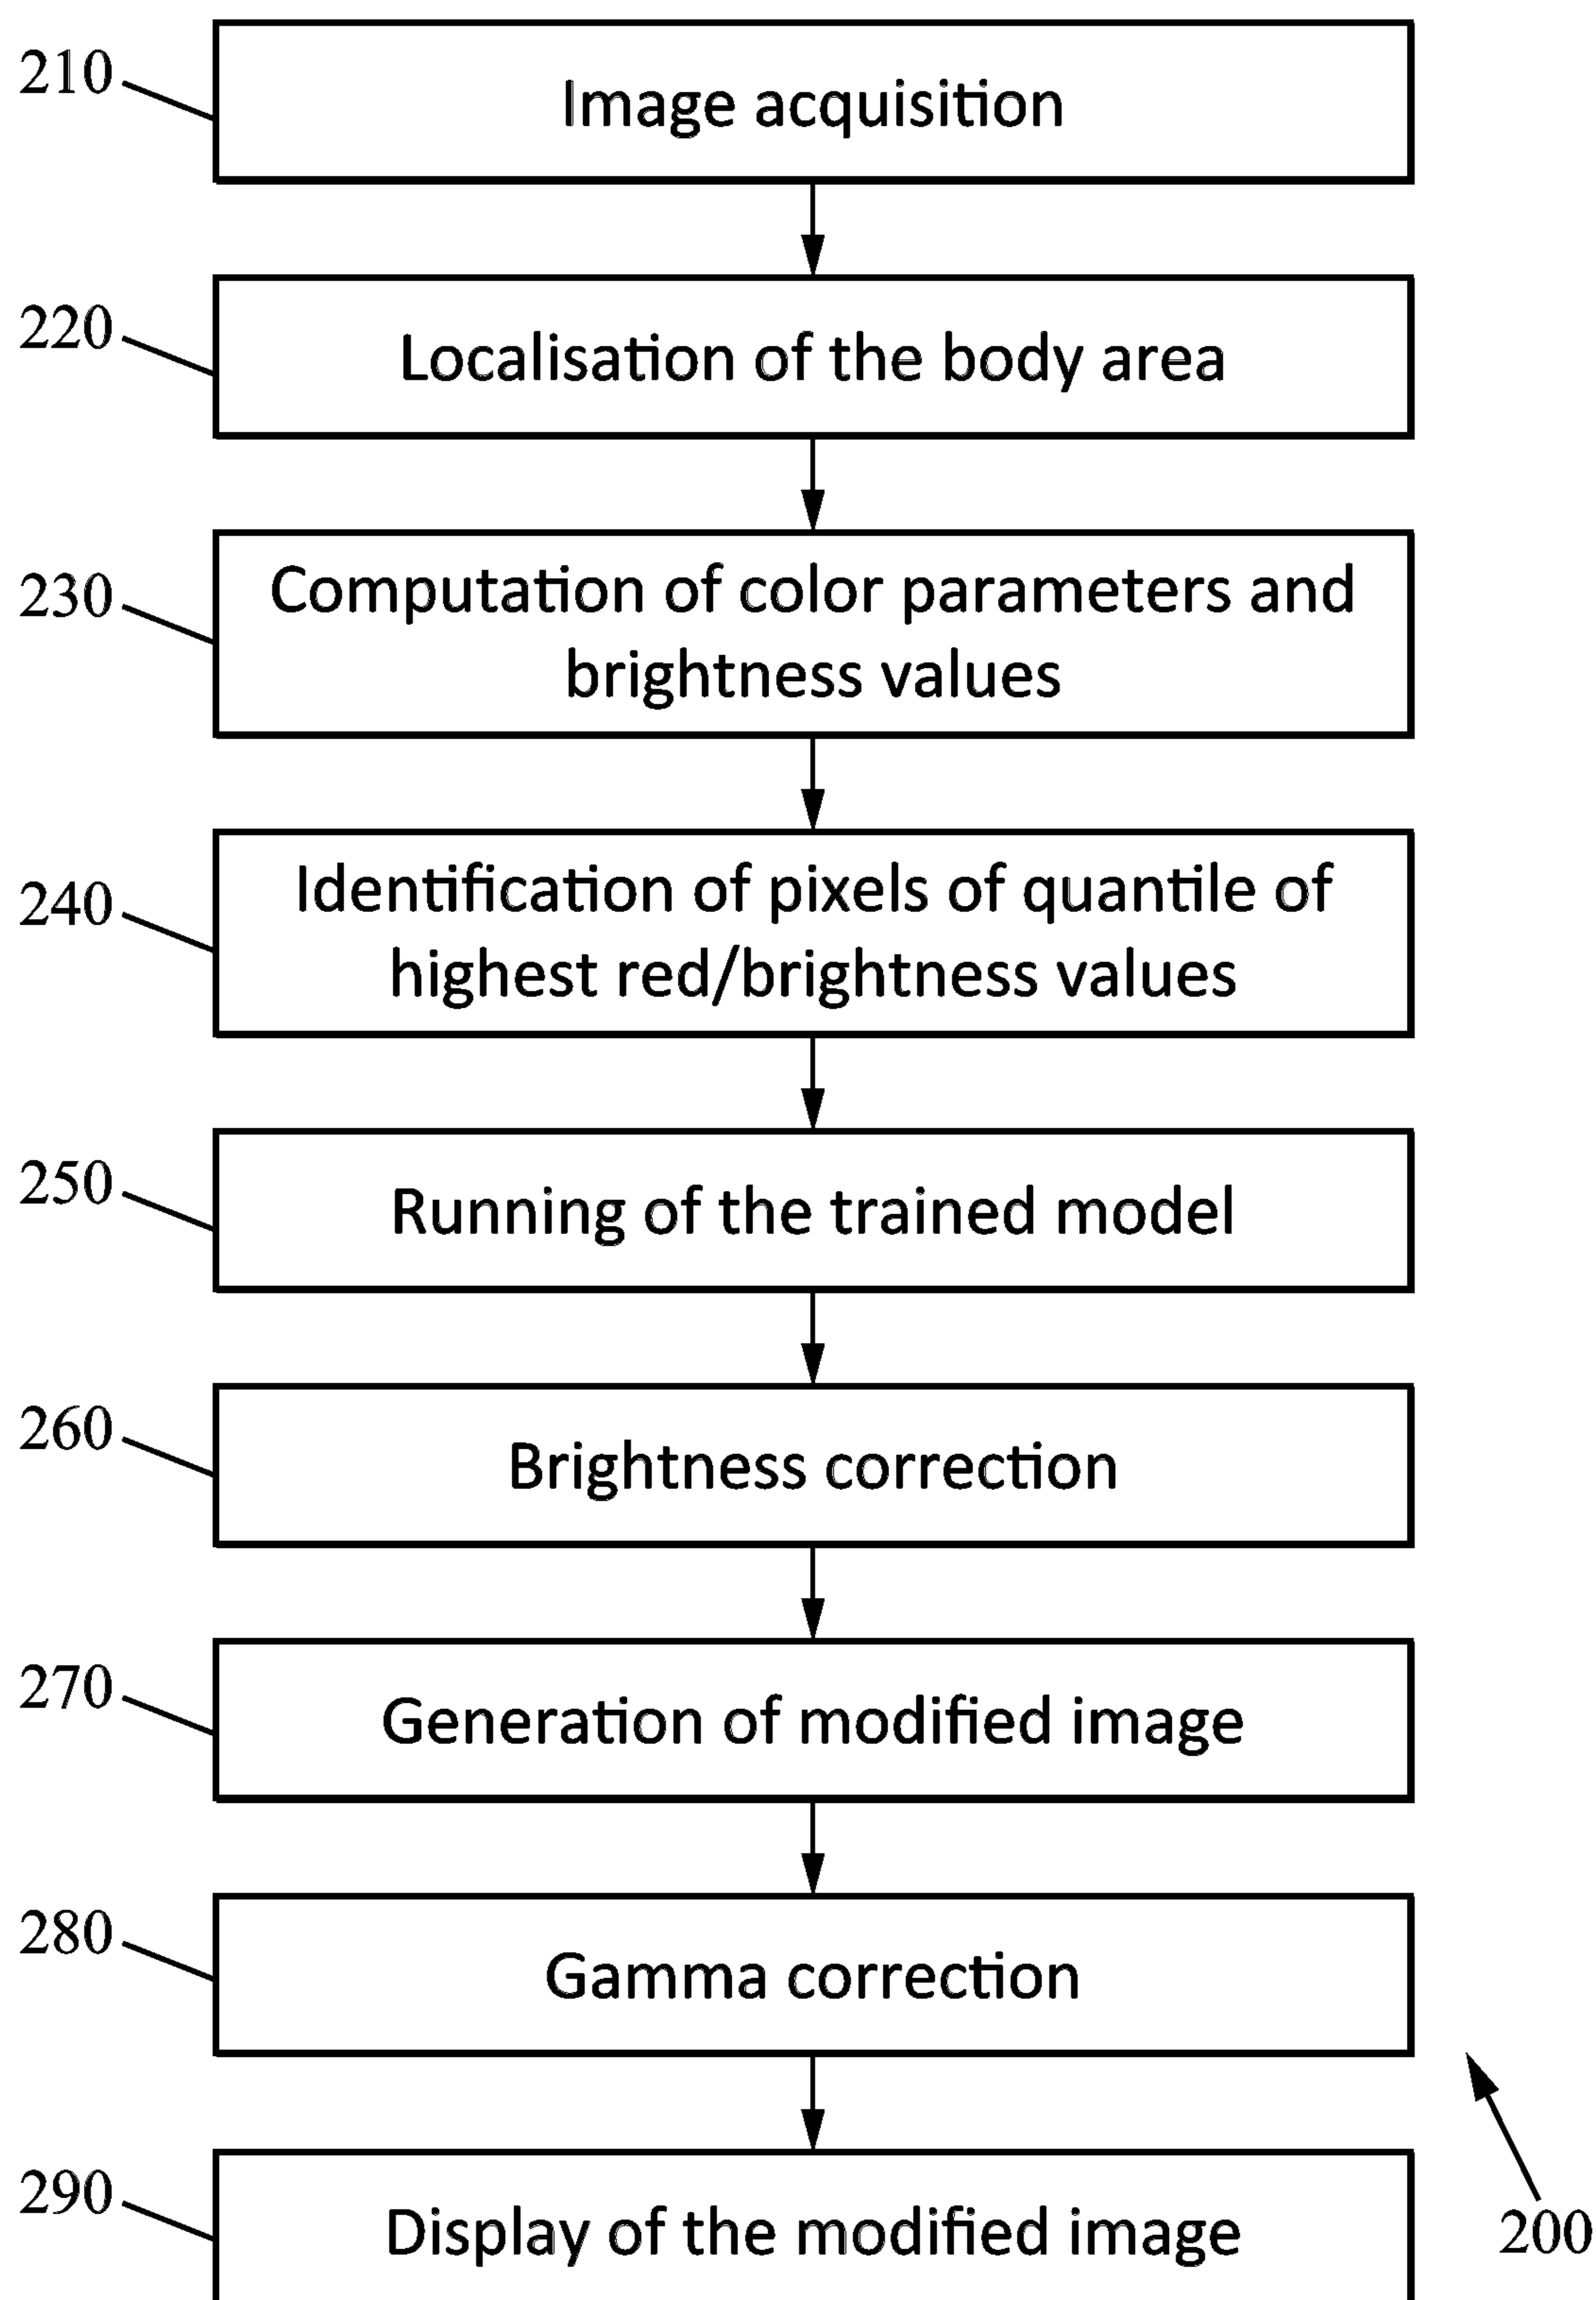 210
Image acquisition
220
Localisation of the body area
230
Computation of color parameters and
brightness values
240
Identification of pixels of quantile of
highest red/brightness values
250
Running of the trained model
260
Brightness correction
270
Generation of modified image
280
Gamma correction
290
Display of the modified image
200